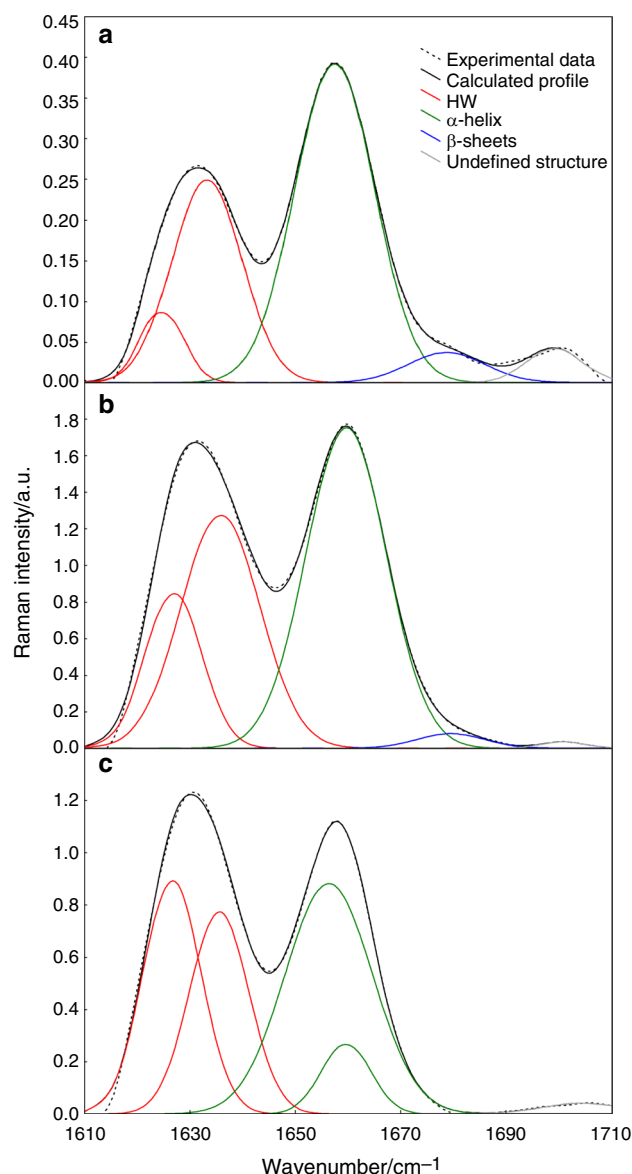 a
Experimental data
Calculated profile
HW
α-helix
β-sheets
Undefined structure
0.45
0.40
0.35
0.30
0.25
0.20
0.15
0.10
0.05
0.00
b
1.8
1.6
1.4
1.2
1.0
0.8
0.6
0.4
0.2
0.0
Raman intensity/a.u.
c
1.2
1.0
0.8
0.6
0.4
0.2
0.0
1610 1630 1650 1670 1690 1710
Wavenumber/cm−1